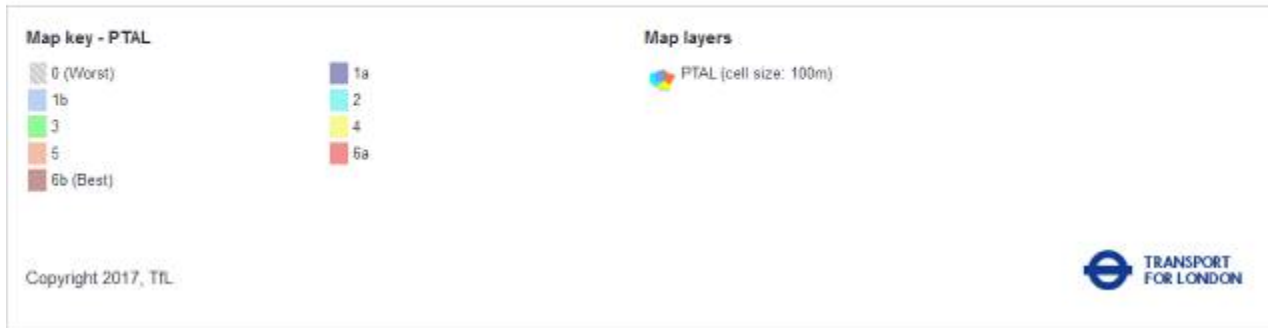 Map key - PTAL
0 (Worst)
1a
1b
2
3
4
5
6a
6b (Best)
Map layers
PTAL (cell size: 100m)
Copyright 2017, TfL
TRANSPORT
FOR LONDON